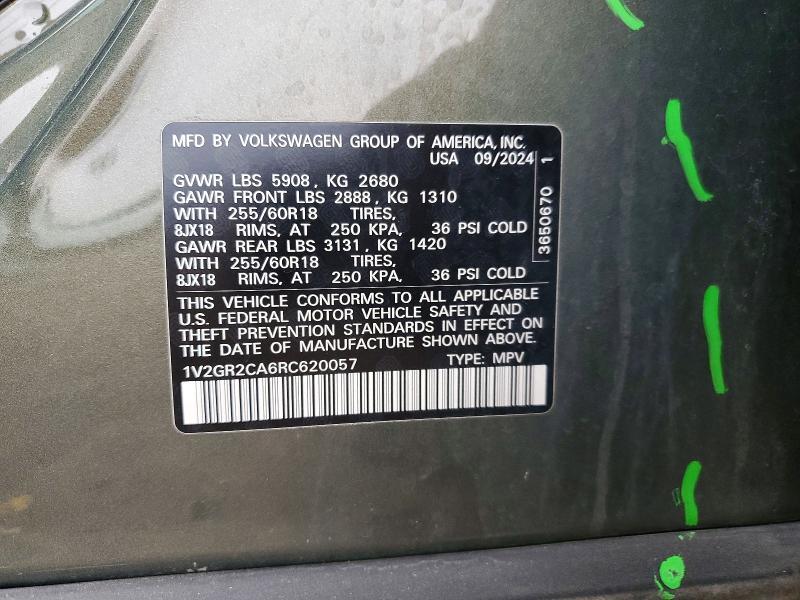 MFD BY VOLKSWAGEN GROUP OF AMERICA, INC.
USA 09/2024
GVWR LBS 5908, KG 2680
GAWR FRONT LBS 2888, KG 1310
WITH 255/60R18 TIRES,
8JX18 RIMS, AT 250 KPA, 36 PSI COLD
GAWR REAR LBS 3131, KG 1420
WITH 255/60R18 TIRES,
8JX18 RIMS, AT 250 KPA, 36 PSI COLD
THIS VEHICLE CONFORMS TO ALL APPLICABLE
U.S. FEDERAL MOTOR VEHICLE SAFETY AND
THEFT PREVENTION STANDARDS IN EFFECT ON
THE DATE OF MANUFACTURE SHOWN ABOVE.
1V2GR2CA6RC620057 TYPE: MPV
3650670 1